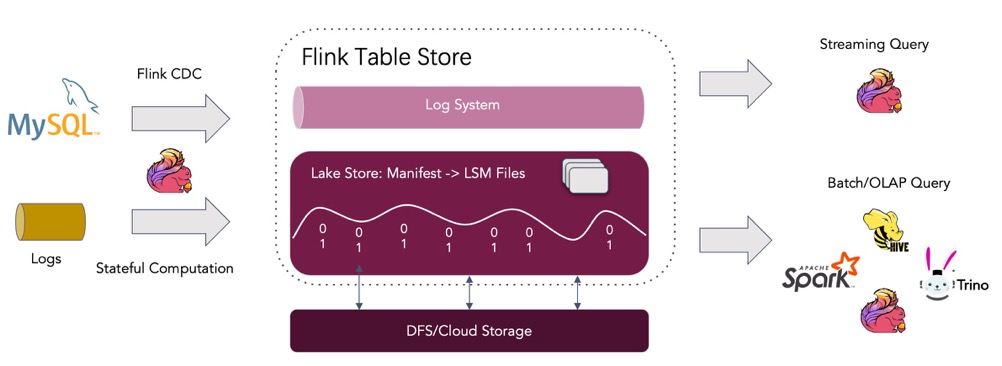 Flink CDC
MySQL
Logs
Stateful Computation
Flink Table Store
Log System
Lake Store: Manifest -> LSM Files
0 0 0 0 0 0 0
1 1 1 1 1 1 1
DFS/Cloud Storage
Streaming Query
Batch/OLAP Query
HIVE
APACHE
Spark
Trino